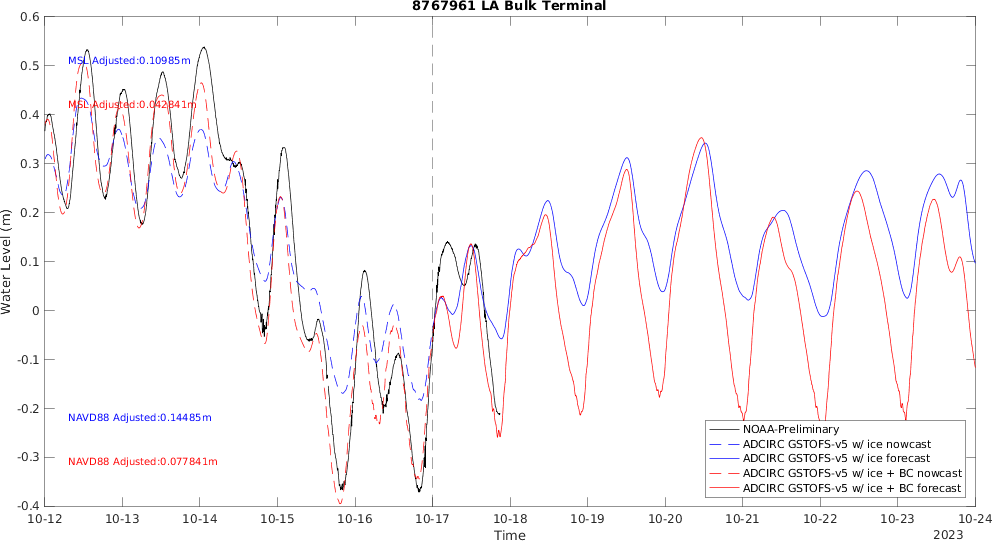 8767961 LA Bulk Terminal
0.6
0.5
0.4
0.3
0.2
0.1
0
-0.1
-0.2
-0.3
-0.4
Water Level (m)
MSL Adjusted:0.10985m
MSL Adjusted:0.042841m
NAVD88 Adjusted:0.14485m
NAVD88 Adjusted:0.077841m
NOAA-Preliminary
ADCIRC GSTOFS-v5 w/ ice nowcast
ADCIRC GSTOFS-v5 w/ ice forecast
ADCIRC GSTOFS-v5 w/ ice + BC nowcast
ADCIRC GSTOFS-v5 w/ ice + BC forecast
10-12 10-13 10-14 10-15 10-16 10-17 10-18 10-19 10-20 10-21 10-22 10-23 10-24
Time
2023